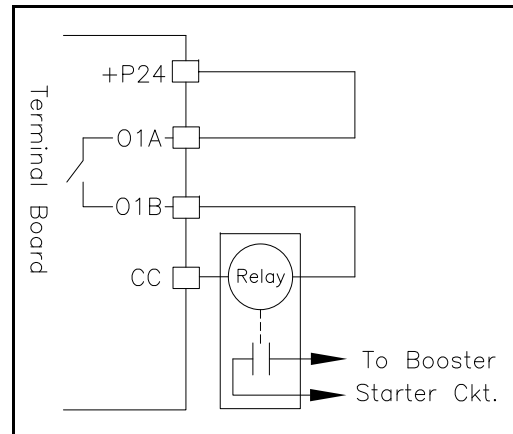 Terminal Board
+P24
O1A
O1B
CC
Relay
To Booster
Starter Ckt.